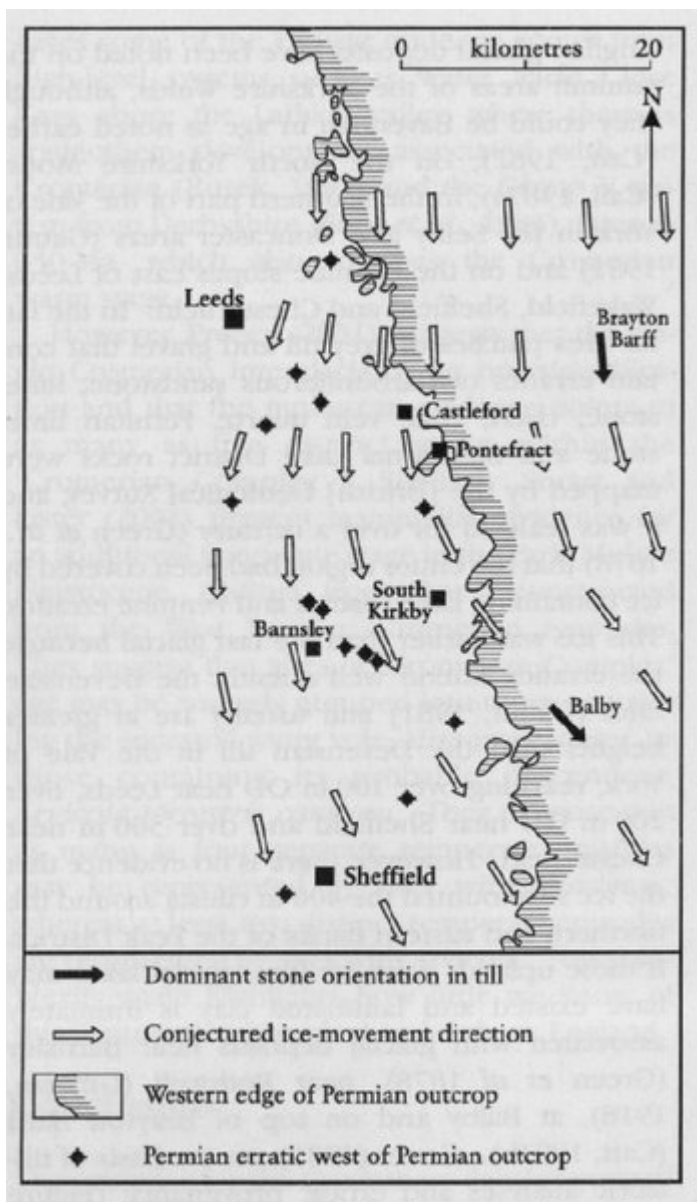 0 kilometres 20
N
Leeds
Brayton
Barff
Castleford
Pontefract
South
Kirkby
Barnsley
Balby
Sheffield
Dominant stone orientation in till
Conjectured ice-movement direction
Western edge of Permian outcrop
Permian erratic west of Permian outcrop